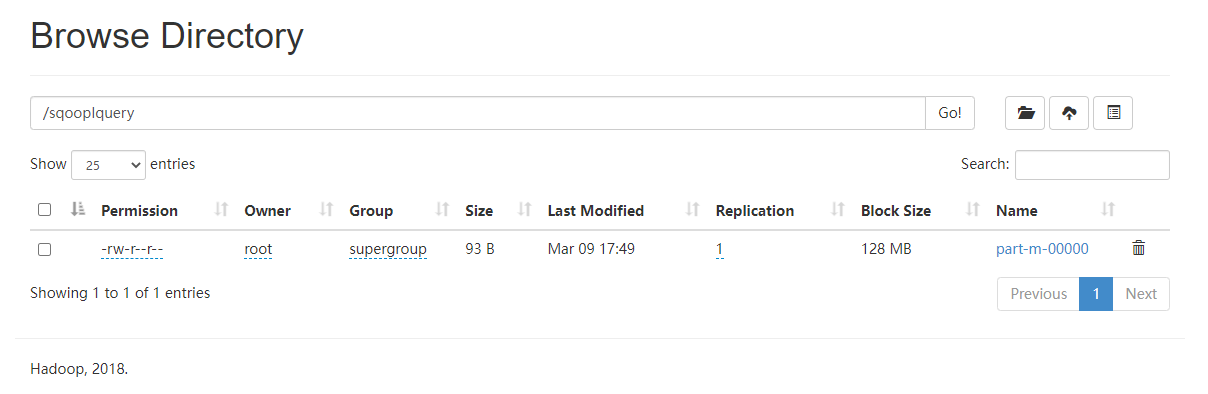 Browse Directory
/sqooplquery Go!
Show 25 entries Search:
Permission Owner Group Size Last Modified Replication Block Size Name
-rw-r--r-- root supergroup 93 B Mar 09 17:49 1 128 MB part-m-00000
Showing 1 to 1 of 1 entries Previous 1 Next
Hadoop, 2018.